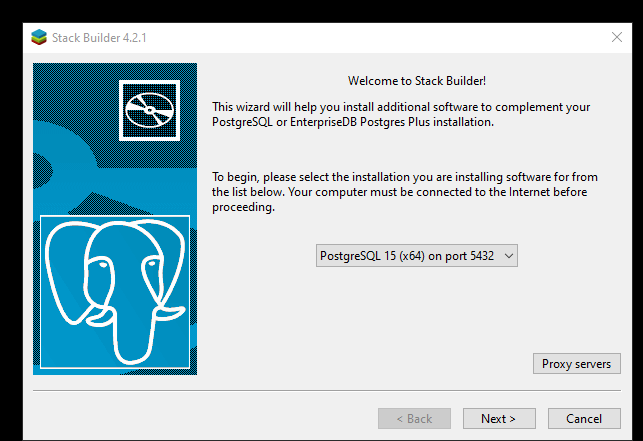 Stack Builder 4.2.1
Welcome to Stack Builder!
This wizard will help you install additional software to complement your
PostgreSQL or EnterpriseDB Postgres Plus installation.
To begin, please select the installation you are installing software for from
the list below. Your computer must be connected to the Internet before
proceeding.
PostgreSQL 15 (x64) on port 5432
Proxy servers
< Back
Next >
Cancel